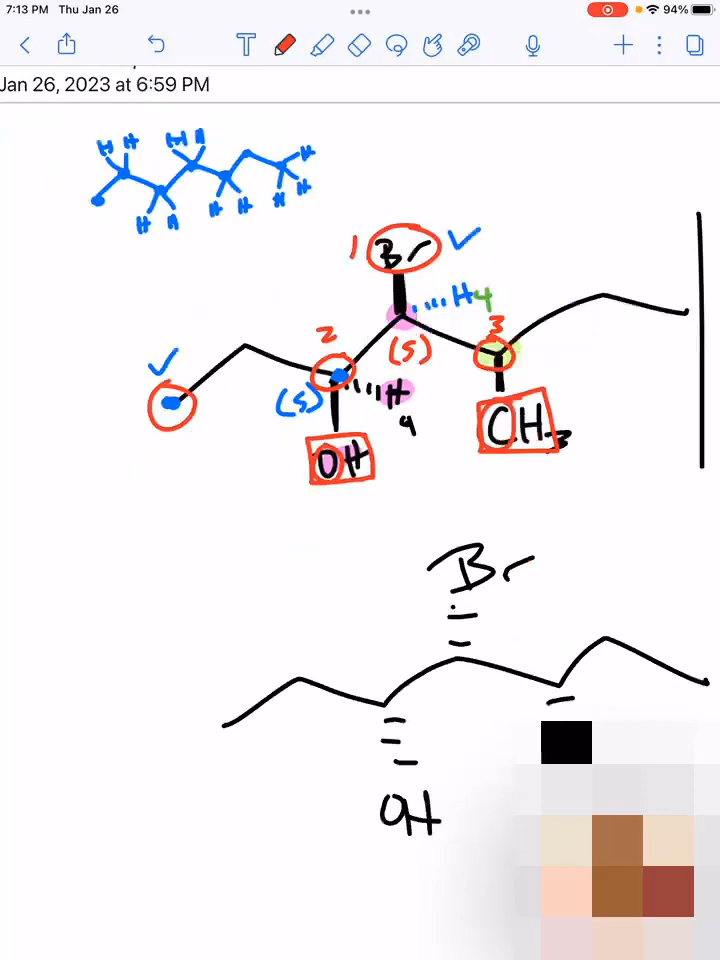 7:13 PM Thu Jan 26
94%
T
Jan 26, 2023 at 6:59 PM
H H H H H
H H H H H H
1 Br
H 4
2 3
(S)
(S) H
4
OH CH3
Br
OH